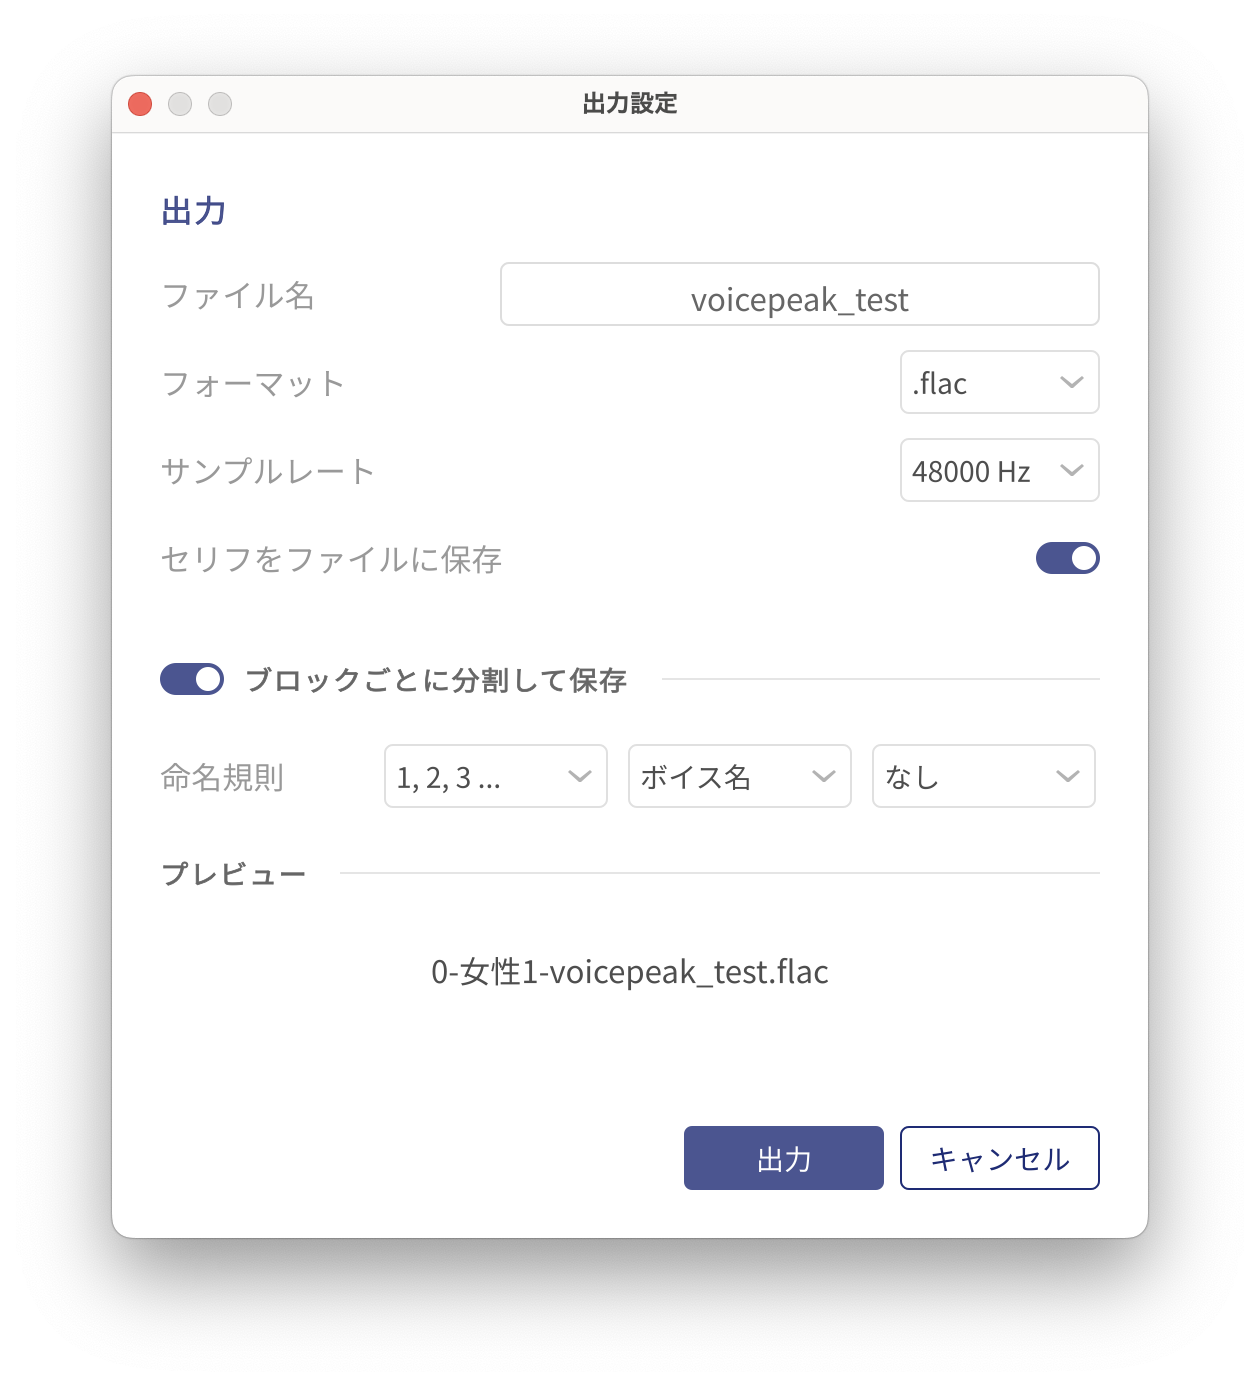 出力設定
出力
ファイル名 voicepeak_test
フォーマット .flac
サンプルレート 48000 Hz
セリフをファイルに保存
ブロックごとに分割して保存
命名規則 1, 2, 3 ... ボイス名 なし
プレビュー
0-女性1-voicepeak_test.flac
出力 キャンセル